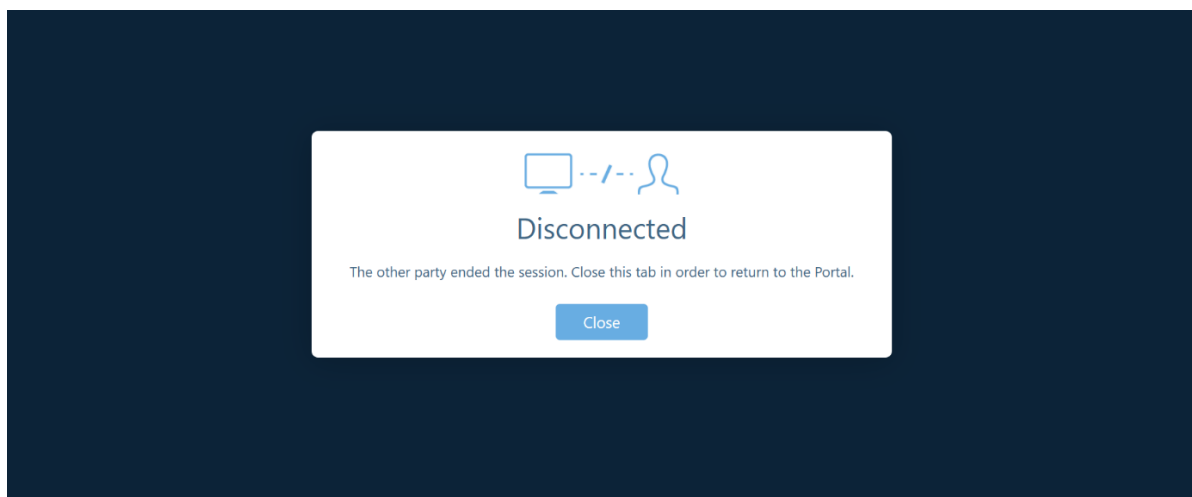 Disconnected
The other party ended the session. Close this tab in order to return to the Portal.
Close